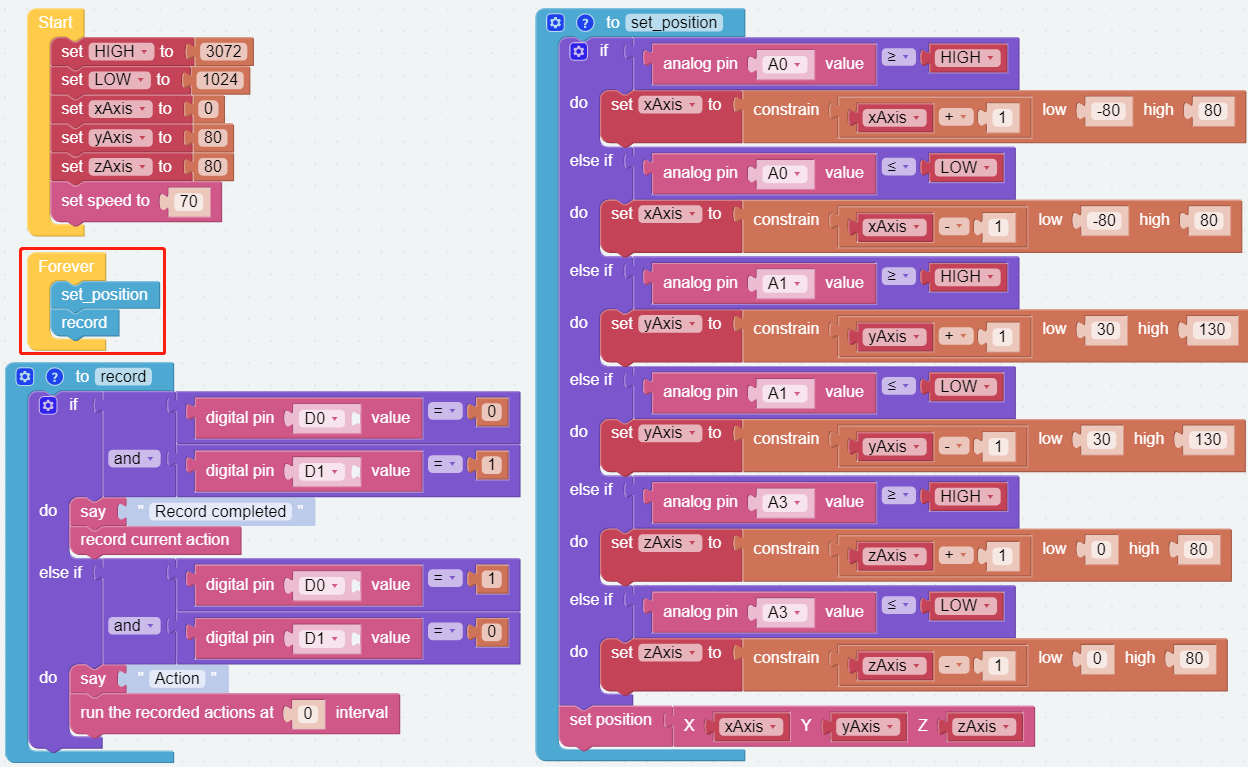 Start
set HIGH to 3072
set LOW to 1024
set xAxis to 0
set yAxis to 80
set zAxis to 80
set speed to 70
Forever
set_position
record
? to record
if digital pin D0 value = 0
and
digital pin D1 value = 1
do say " Record completed "
record current action
else if digital pin D0 value = 1
and
digital pin D1 value = 0
do say " Action "
run the recorded actions at 0 interval
? to set_position
if analog pin A0 value ≥ HIGH
do set xAxis to constrain xAxis + 1 low -80 high 80
else if analog pin A0 value ≤ LOW
do set xAxis to constrain xAxis - 1 low -80 high 80
else if analog pin A1 value ≥ HIGH
do set yAxis to constrain yAxis + 1 low 30 high 130
else if analog pin A1 value ≤ LOW
do set yAxis to constrain yAxis - 1 low 30 high 130
else if analog pin A3 value ≥ HIGH
do set zAxis to constrain zAxis + 1 low 0 high 80
else if analog pin A3 value ≤ LOW
do set zAxis to constrain zAxis - 1 low 0 high 80
set position X xAxis Y yAxis Z zAxis